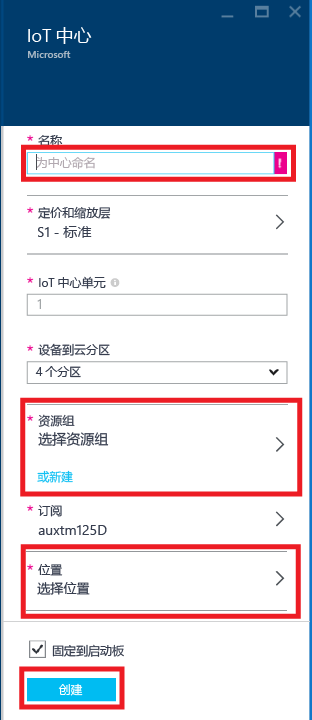 IoT 中心
Microsoft
* 名称
为中心命名
!
* 定价和缩放层
S1 - 标准
* IoT 中心单元
1
* 设备到云分区
4 个分区
* 资源组
选择资源组
或新建
* 订阅
auxtm125D
* 位置
选择位置
固定到启动板
创建